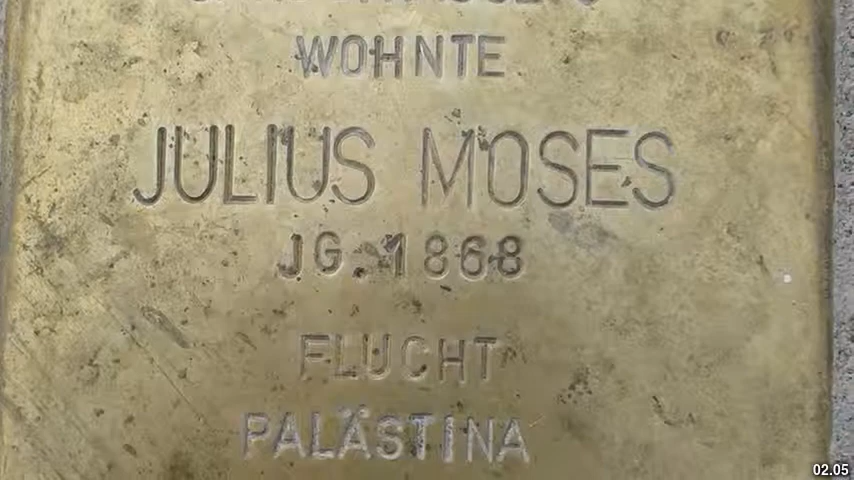 WOHNTE
JULIUS MOSES
JG. 1868
FLUCHT
PALÄSTINA
02.05